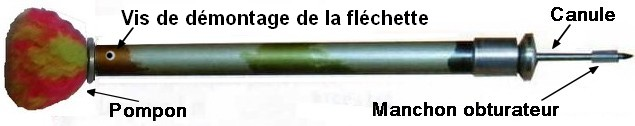 Vis de démontage de la fléchette
Canule
Pompon
Manchon obturateur